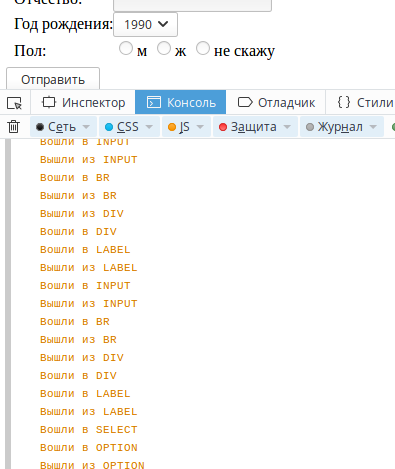 Отчество:
Год рождения: 1990
Пол: м ж не скажу
Отправить
Инспектор Консоль Отладчик { } Стили
Сеть CSS JS Защита Журнал
Вошли в INPUT
Вышли из INPUT
Вошли в BR
Вышли из BR
Вышли из DIV
Вошли в DIV
Вошли в LABEL
Вышли из LABEL
Вошли в INPUT
Вышли из INPUT
Вошли в BR
Вышли из BR
Вышли из DIV
Вошли в DIV
Вошли в LABEL
Вышли из LABEL
Вошли в SELECT
Вошли в OPTION
Вышли из OPTION